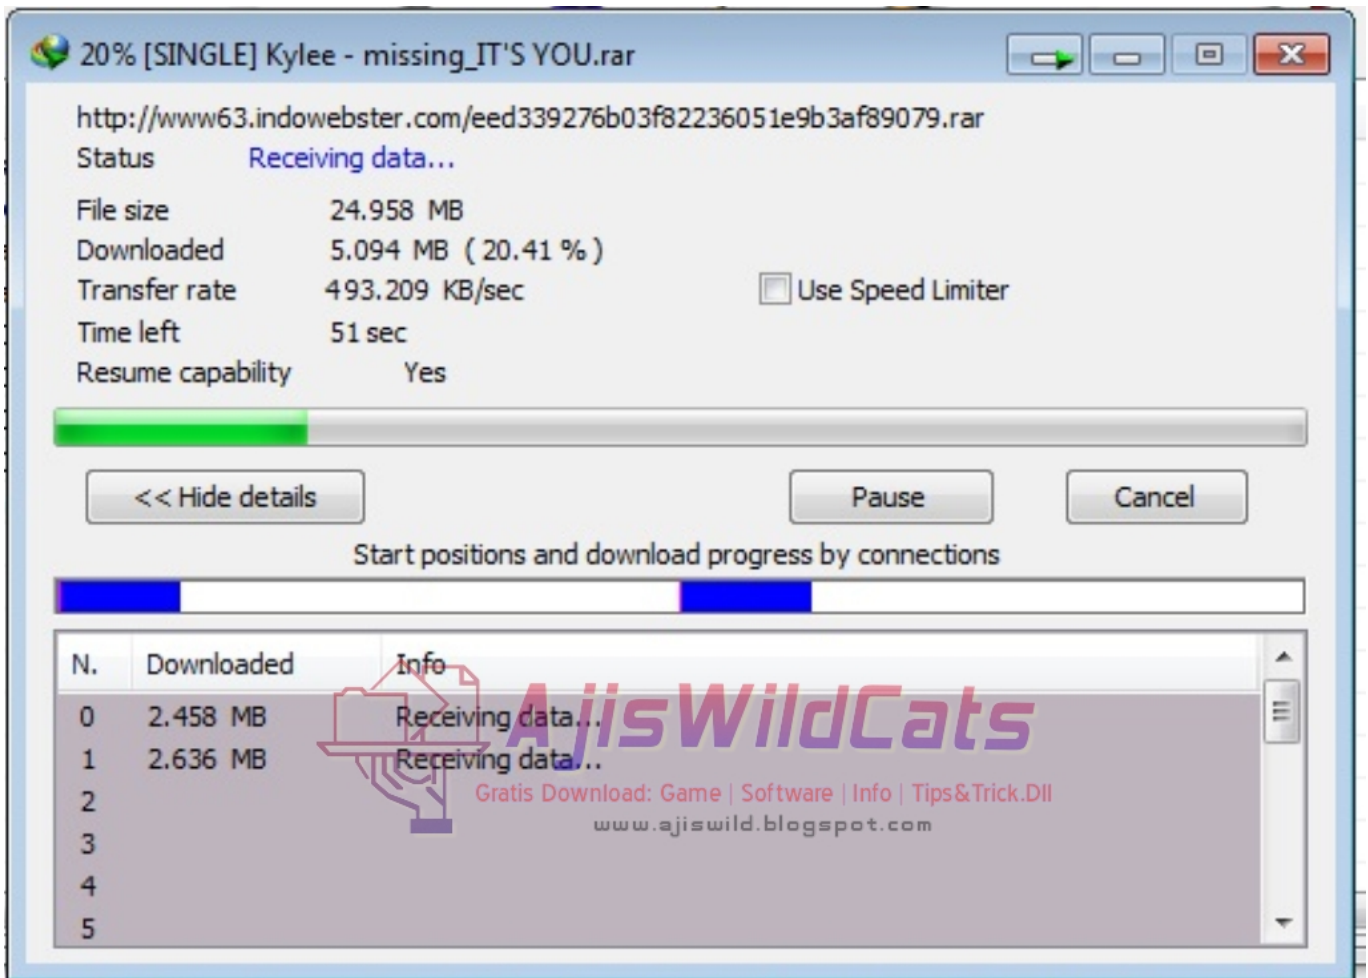 20% [SINGLE] Kylee - missing_IT'S YOU.rar
http://www63.indowebster.com/eed339276b03f82236051e9b3af89079.rar
Status Receiving data...
File size 24.958 MB
Downloaded 5.094 MB ( 20.41 % )
Transfer rate 493.209 KB/sec Use Speed Limiter
Time left 51 sec
Resume capability Yes
<< Hide details Pause Cancel
Start positions and download progress by connections
N. Downloaded Info
0 2.458 MB Receiving data...
1 2.636 MB Receiving data...
2
3
4
5
AjisWildCats
Gratis Download: Game | Software | Info | Tips&Trick.Dll
www.ajiswild.blogspot.com